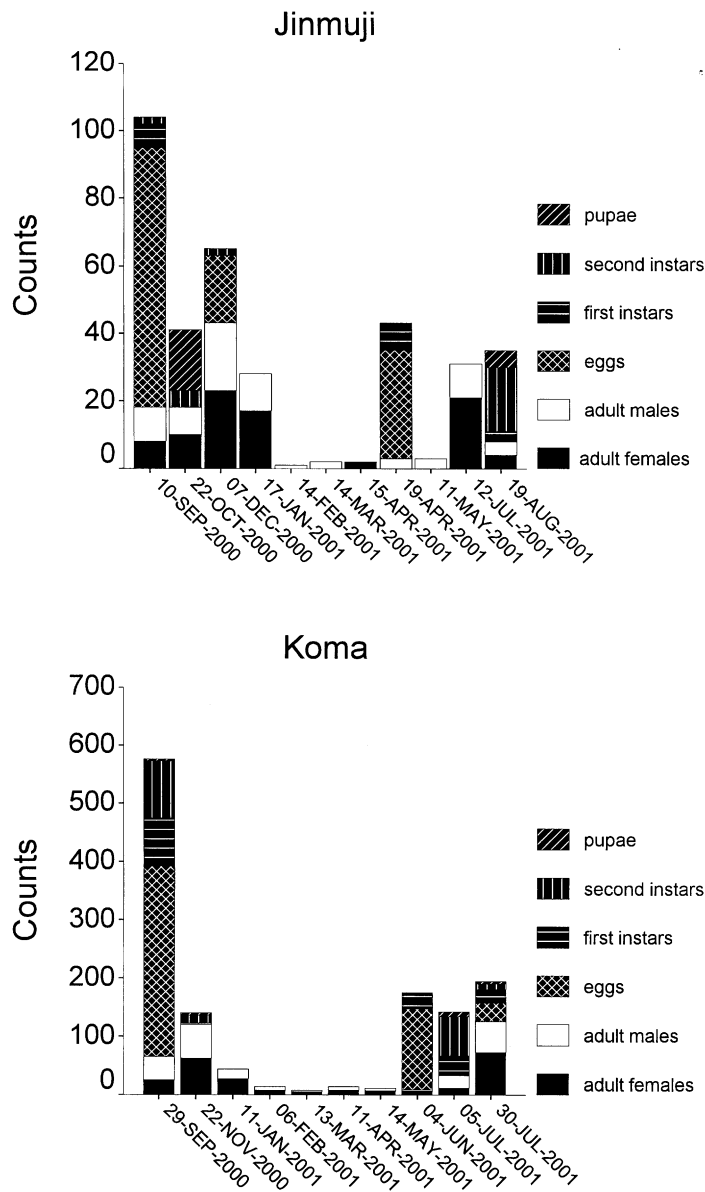 Jinmuji
120
100
80
60
40
20
0
Counts
10-SEP-2000
22-OCT-2000
07-DEC-2000
17-JAN-2001
14-FEB-2001
14-MAR-2001
15-APR-2001
19-APR-2001
11-MAY-2001
12-JUL-2001
19-AUG-2001
pupae
second instars
first instars
eggs
adult males
adult females
Koma
700
600
500
400
300
200
100
0
Counts
29-SEP-2000
22-NOV-2000
11-JAN-2001
06-FEB-2001
13-MAR-2001
11-APR-2001
14-MAY-2001
04-JUN-2001
05-JUL-2001
30-JUL-2001
pupae
second instars
first instars
eggs
adult males
adult females